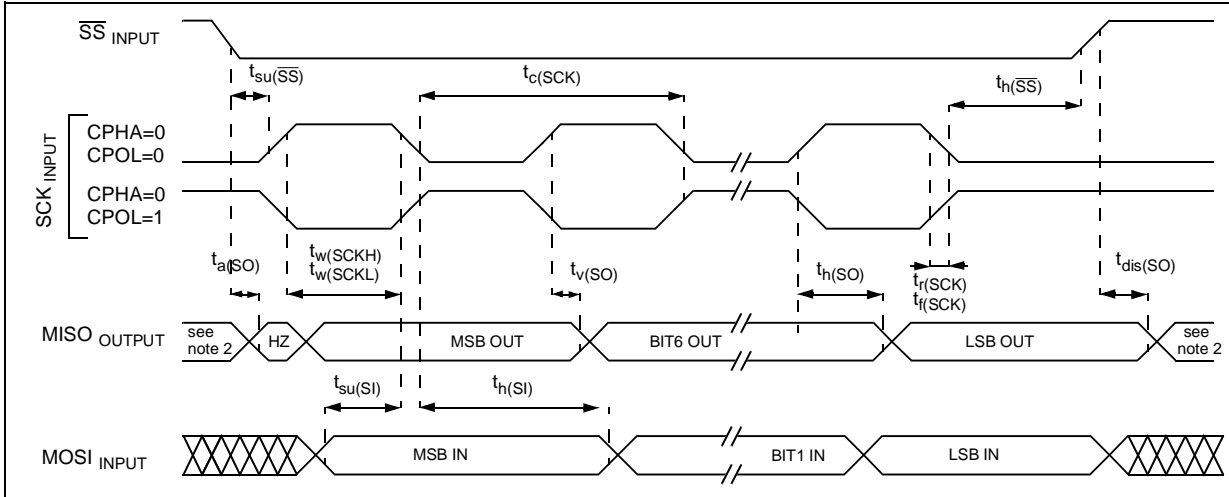 SS INPUT
tsu(SS)
tc(SCK)
th(SS)
SCK INPUT
CPHA=0
CPOL=0
CPHA=0
CPOL=1
ta(SO)
tw(SCKH)
tw(SCKL)
tv(SO)
th(SO)
tr(SCK)
tf(SCK)
tdis(SO)
MISO OUTPUT
see note 2
HZ
MSB OUT
BIT6 OUT
LSB OUT
see note 2
tsu(SI)
th(SI)
MOSI INPUT
MSB IN
BIT1 IN
LSB IN